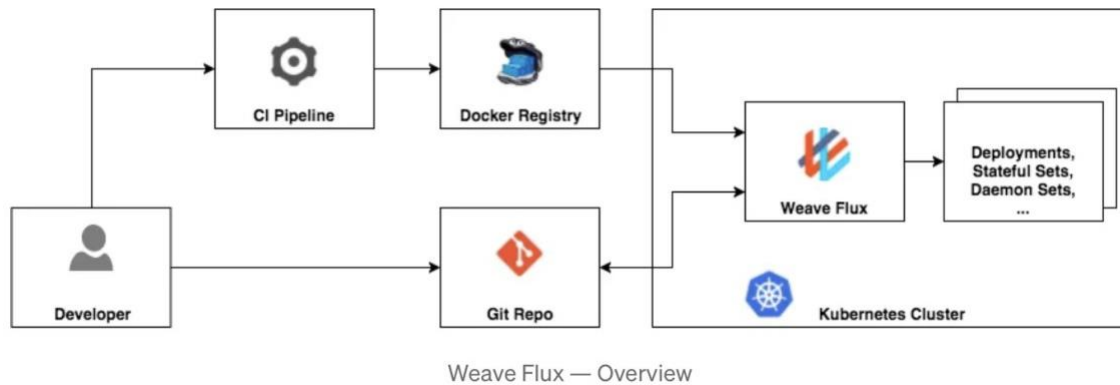 CI Pipeline
Docker Registry
Deployments,
Stateful Sets,
Daemon Sets,
...
Weave Flux
Developer
Git Repo
Kubernetes Cluster
Weave Flux — Overview